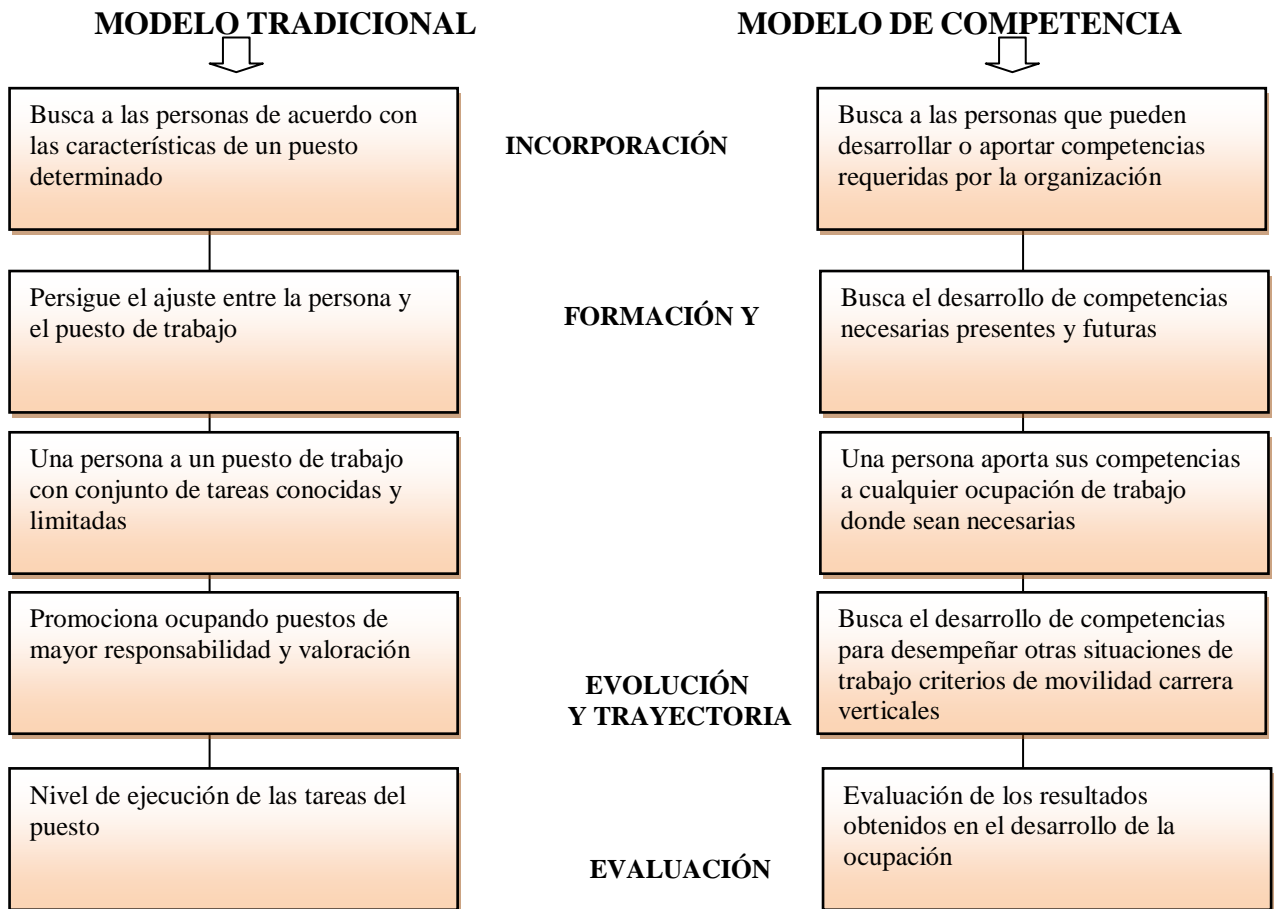 MODELO TRADICIONAL
MODELO DE COMPETENCIA
Busca a las personas de acuerdo con
las características de un puesto
determinado
INCORPORACIÓN
Busca a las personas que pueden
desarrollar o aportar competencias
requeridas por la organización
Persigue el ajuste entre la persona y
el puesto de trabajo
FORMACIÓN Y
Busca el desarrollo de competencias
necesarias presentes y futuras
Una persona a un puesto de trabajo
con conjunto de tareas conocidas y
limitadas
Una persona aporta sus competencias
a cualquier ocupación de trabajo
donde sean necesarias
Promociona ocupando puestos de
mayor responsabilidad y valoración
EVOLUCIÓN
Y TRAYECTORIA
Busca el desarrollo de competencias
para desempeñar otras situaciones de
trabajo criterios de movilidad carrera
verticales
Nivel de ejecución de las tareas del
puesto
EVALUACIÓN
Evaluación de los resultados
obtenidos en el desarrollo de la
ocupación